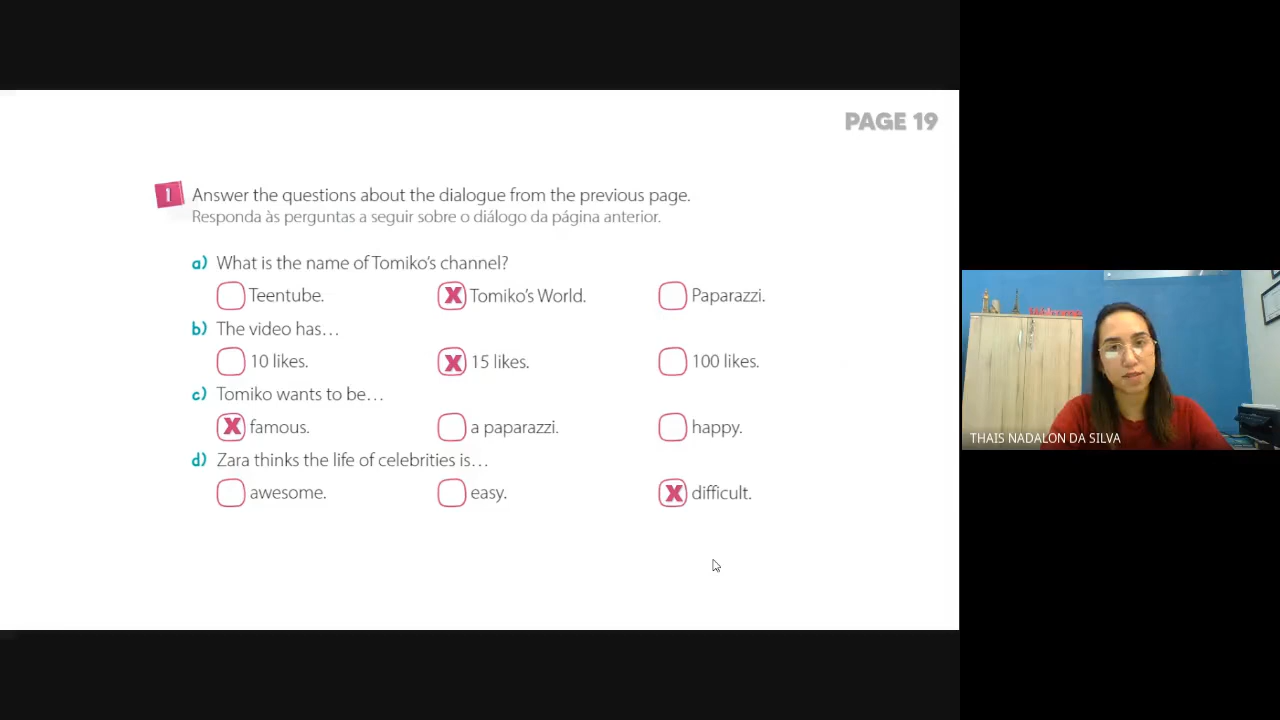 PAGE 19
1 Answer the questions about the dialogue from the previous page.
Responda às perguntas a seguir sobre o diálogo da página anterior.
a) What is the name of Tomiko's channel?
Teentube. X Tomiko's World. Paparazzi.
b) The video has…
10 likes. X 15 likes. 100 likes.
c) Tomiko wants to be…
X famous. a paparazzi. happy.
d) Zara thinks the life of celebrities is…
awesome. easy. X difficult.
THAIS NADALON DA SILVA